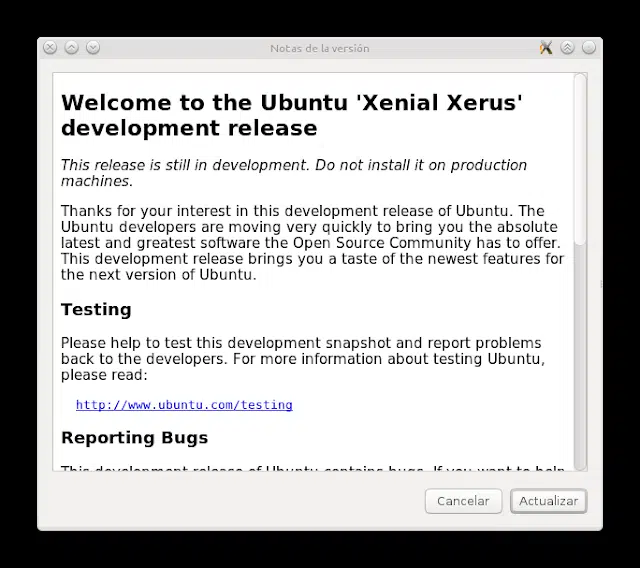 Notas de la versión
Welcome to the Ubuntu 'Xenial Xerus'
development release
This release is still in development. Do not install it on production
machines.
Thanks for your interest in this development release of Ubuntu. The
Ubuntu developers are moving very quickly to bring you the absolute
latest and greatest software the Open Source Community has to offer.
This development release brings you a taste of the newest features for
the next version of Ubuntu.
Testing
Please help to test this development snapshot and report problems
back to the developers. For more information about testing Ubuntu,
please read:
http://www.ubuntu.com/testing
Reporting Bugs
This development release of Ubuntu contains bugs. If you want to help
Cancelar
Actualizar